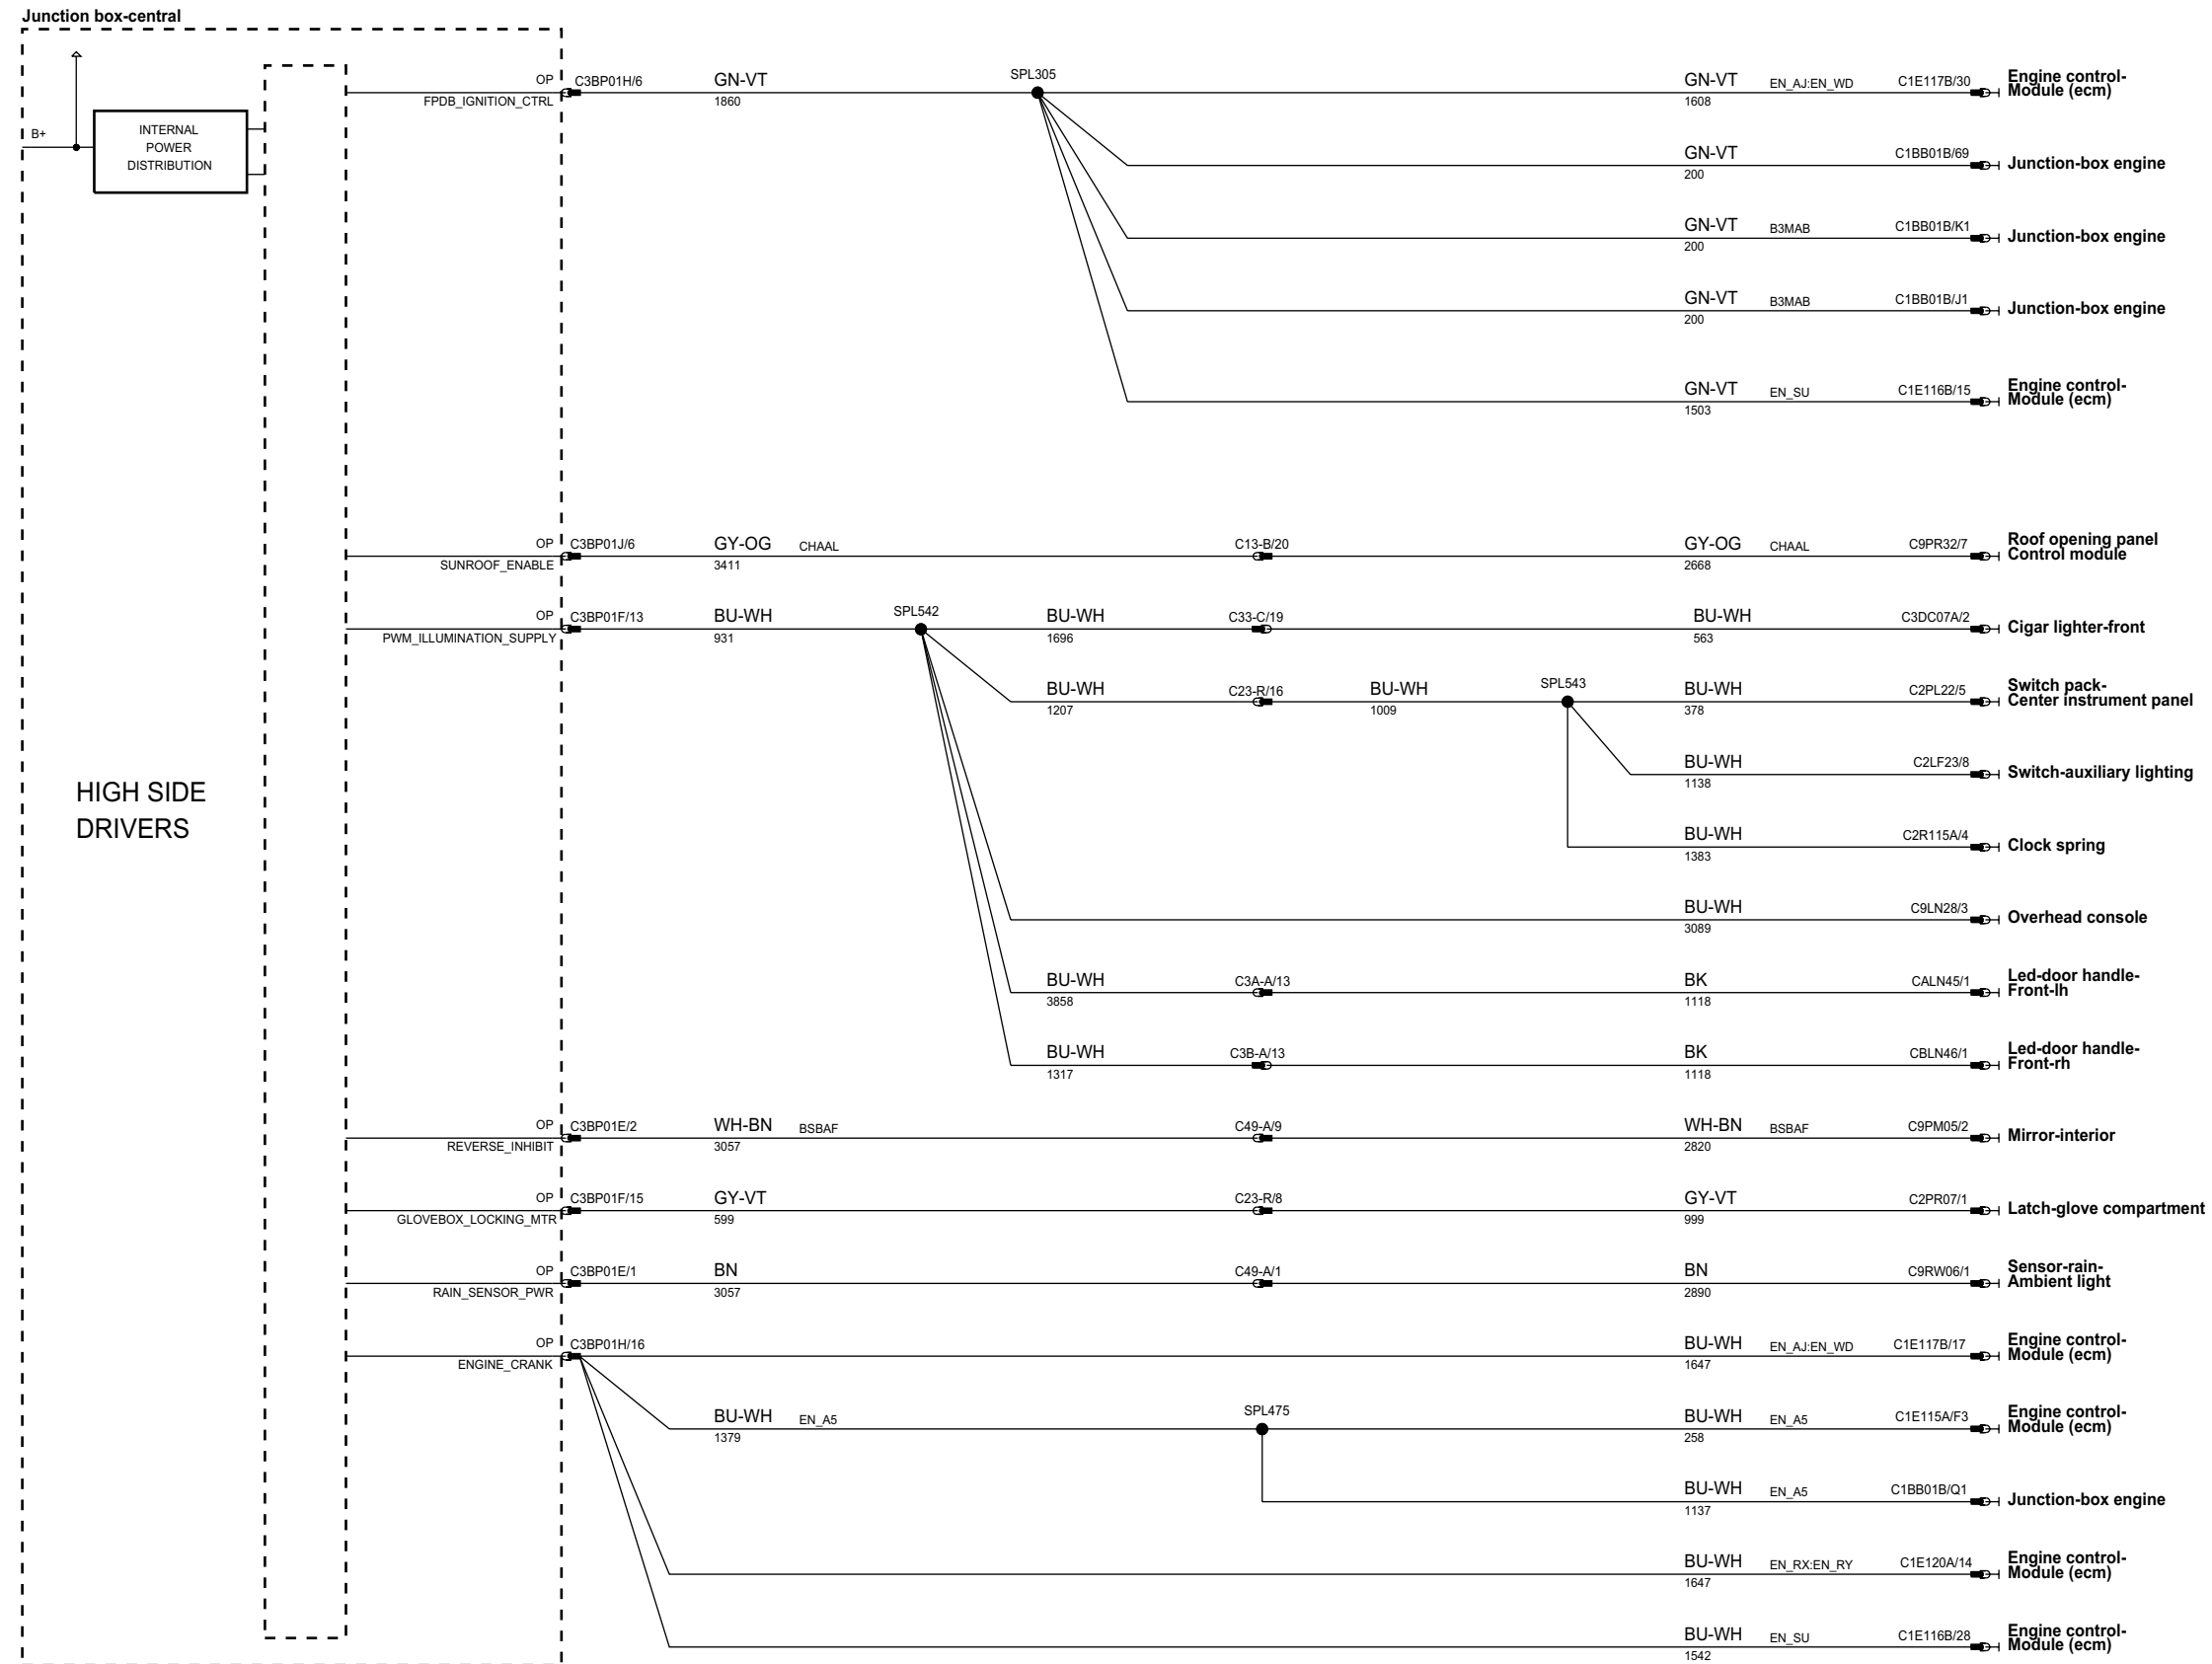 Junction box-central
B+
INTERNAL
POWER
DISTRIBUTION
HIGH SIDE
DRIVERS
OP C3BP01H/6 GN-VT SPL305 GN-VT EN_AJ:EN_WD C1E117B/30 Engine control-
Module (ecm)
FPDB_IGNITION_CTRL 1860 1608
GN-VT C1BB01B/69 Junction-box engine
200
GN-VT B3MAB C1BB01B/K1 Junction-box engine
200
GN-VT B3MAB C1BB01B/J1 Junction-box engine
200
GN-VT EN_SU C1E116B/15 Engine control-
Module (ecm)
1503
OP C3BP01J/6 GY-OG CHAAL C13-B/20 GY-OG CHAAL C9PR32/7 Roof opening panel
Control module
SUNROOF_ENABLE 3411 2668
OP C3BP01F/13 BU-WH SPL542 BU-WH C33-C/19 BU-WH C3DC07A/2 Cigar lighter-front
PWM_ILLUMINATION_SUPPLY 931 1696 563
BU-WH C23-R/16 BU-WH SPL543 BU-WH C2PL22/5 Switch pack-
Center instrument panel
1207 1009 378
BU-WH C2LF23/8 Switch-auxiliary lighting
1138
BU-WH C2R115A/4 Clock spring
1383
BU-WH C9LN28/3 Overhead console
3089
BU-WH C3A-A/13 BK CALN45/1 Led-door handle-
Front-lh
3858 1118
BU-WH C3B-A/13 BK CBLN46/1 Led-door handle-
Front-rh
1317 1118
OP C3BP01E/2 WH-BN BSBAF C49-A/9 WH-BN BSBAF C9PM05/2 Mirror-interior
REVERSE_INHIBIT 3057 2820
OP C3BP01F/15 GY-VT C23-R/8 GY-VT C2PR07/1 Latch-glove compartment
GLOVEBOX_LOCKING_MTR 599 999
OP C3BP01E/1 BN C49-A/1 BN C9RW06/1 Sensor-rain-
Ambient light
RAIN_SENSOR_PWR 3057 2890
OP C3BP01H/16 BU-WH EN_AJ:EN_WD C1E117B/17 Engine control-
Module (ecm)
ENGINE_CRANK 1647
BU-WH EN_A5 SPL475 BU-WH EN_A5 C1E115A/F3 Engine control-
Module (ecm)
1379 258
BU-WH EN_A5 C1BB01B/Q1 Junction-box engine
1137
BU-WH EN_RX:EN_RY C1E120A/14 Engine control-
Module (ecm)
1647
BU-WH EN_SU C1E116B/28 Engine control-
Module (ecm)
1542